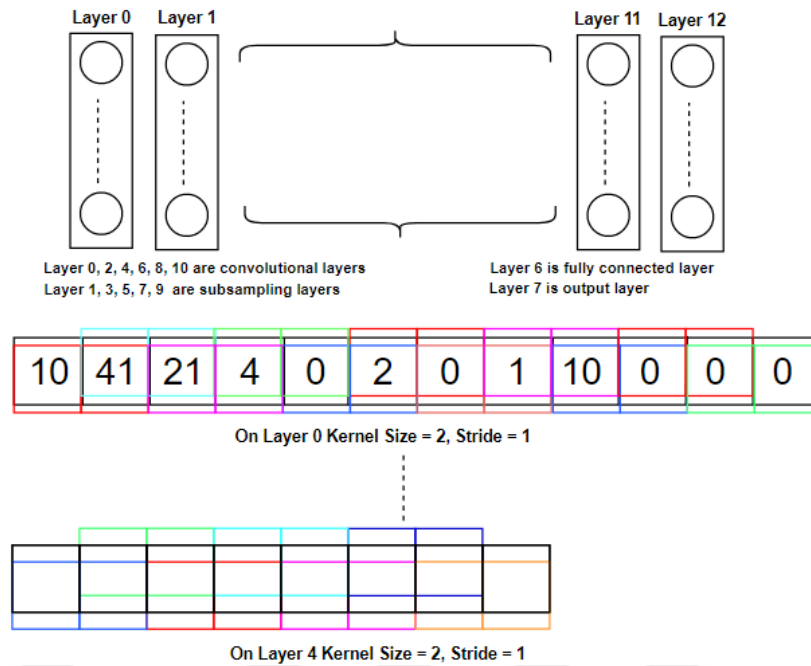 Layer 0 Layer 1 Layer 11 Layer 12
Layer 0, 2, 4, 6, 8, 10 are convolutional layers
Layer 1, 3, 5, 7, 9 are subsampling layers
Layer 6 is fully connected layer
Layer 7 is output layer
10 41 21 4 0 2 0 1 10 0 0 0
On Layer 0 Kernel Size = 2, Stride = 1
On Layer 4 Kernel Size = 2, Stride = 1